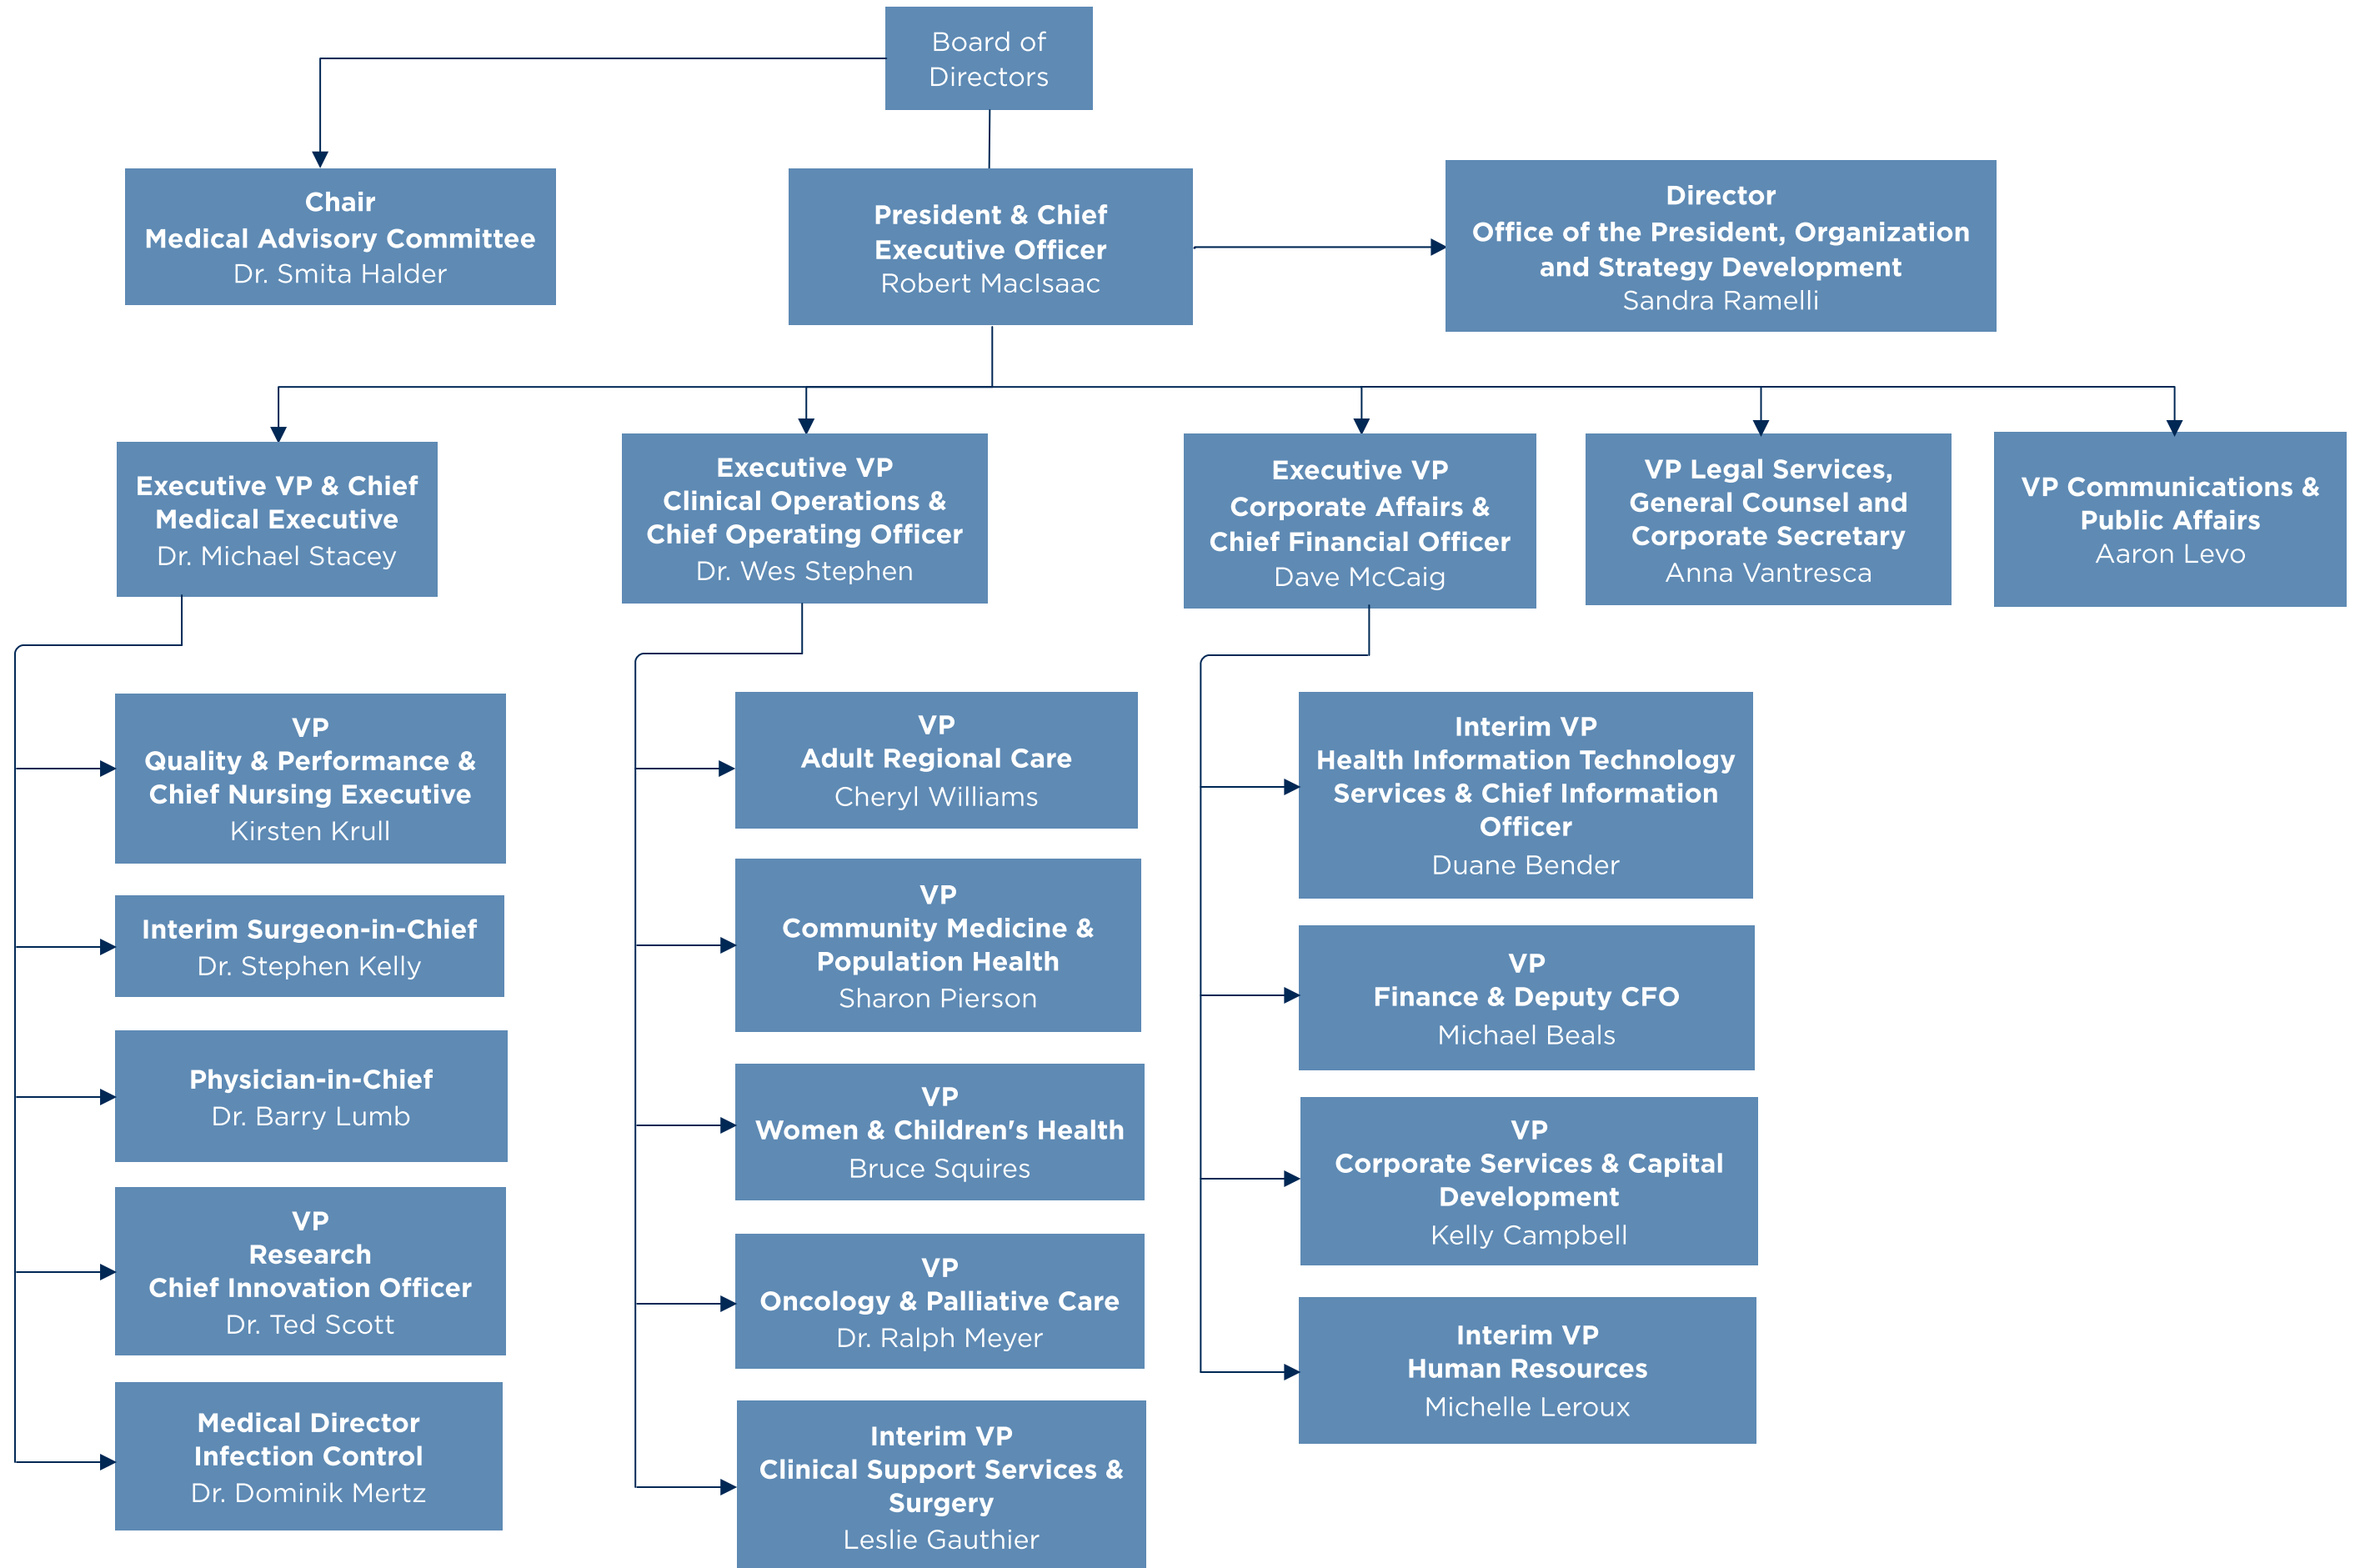 Board of
Directors
Chair
Medical Advisory Committee
Dr. Smita Halder
President & Chief
Executive Officer
Robert MacIsaac
Director
Office of the President, Organization
and Strategy Development
Sandra Ramelli
Executive VP & Chief
Medical Executive
Dr. Michael Stacey
Executive VP
Clinical Operations &
Chief Operating Officer
Dr. Wes Stephen
Executive VP
Corporate Affairs &
Chief Financial Officer
Dave McCaig
VP Legal Services,
General Counsel and
Corporate Secretary
Anna Vantresca
VP Communications &
Public Affairs
Aaron Levo
VP
Quality & Performance &
Chief Nursing Executive
Kirsten Krull
Interim Surgeon-in-Chief
Dr. Stephen Kelly
Physician-in-Chief
Dr. Barry Lumb
VP
Research
Chief Innovation Officer
Dr. Ted Scott
Medical Director
Infection Control
Dr. Dominik Mertz
VP
Adult Regional Care
Cheryl Williams
VP
Community Medicine &
Population Health
Sharon Pierson
VP
Women & Children's Health
Bruce Squires
VP
Oncology & Palliative Care
Dr. Ralph Meyer
Interim VP
Clinical Support Services &
Surgery
Leslie Gauthier
Interim VP
Health Information Technology
Services & Chief Information
Officer
Duane Bender
VP
Finance & Deputy CFO
Michael Beals
VP
Corporate Services & Capital
Development
Kelly Campbell
Interim VP
Human Resources
Michelle Leroux